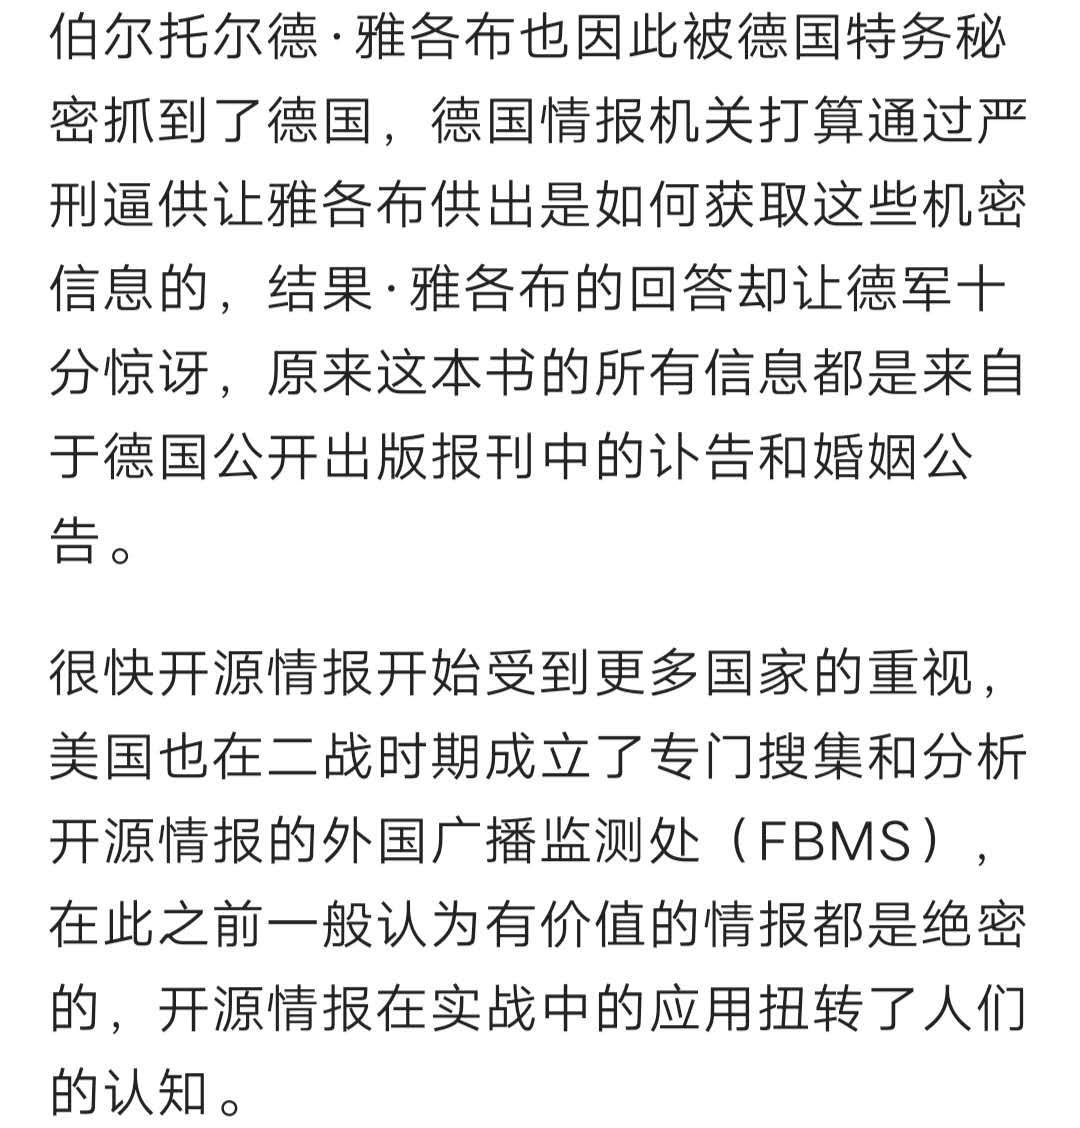 伯尔托尔德·雅各布也因此被德国特务秘
密抓到了德国，德国情报机关打算通过严
刑逼供让雅各布供出是如何获取这些机密
信息的，结果·雅各布的回答却让德军十
分惊讶，原来这本书的所有信息都是来自
于德国公开出版报刊中的讣告和婚姻公
告。
很快开源情报开始受到更多国家的重视，
美国也在二战时期成立了专门搜集和分析
开源情报的外国广播监测处（FBMS），
在此之前一般认为有价值的情报都是绝密
的，开源情报在实战中的应用扭转了人们
的认知。